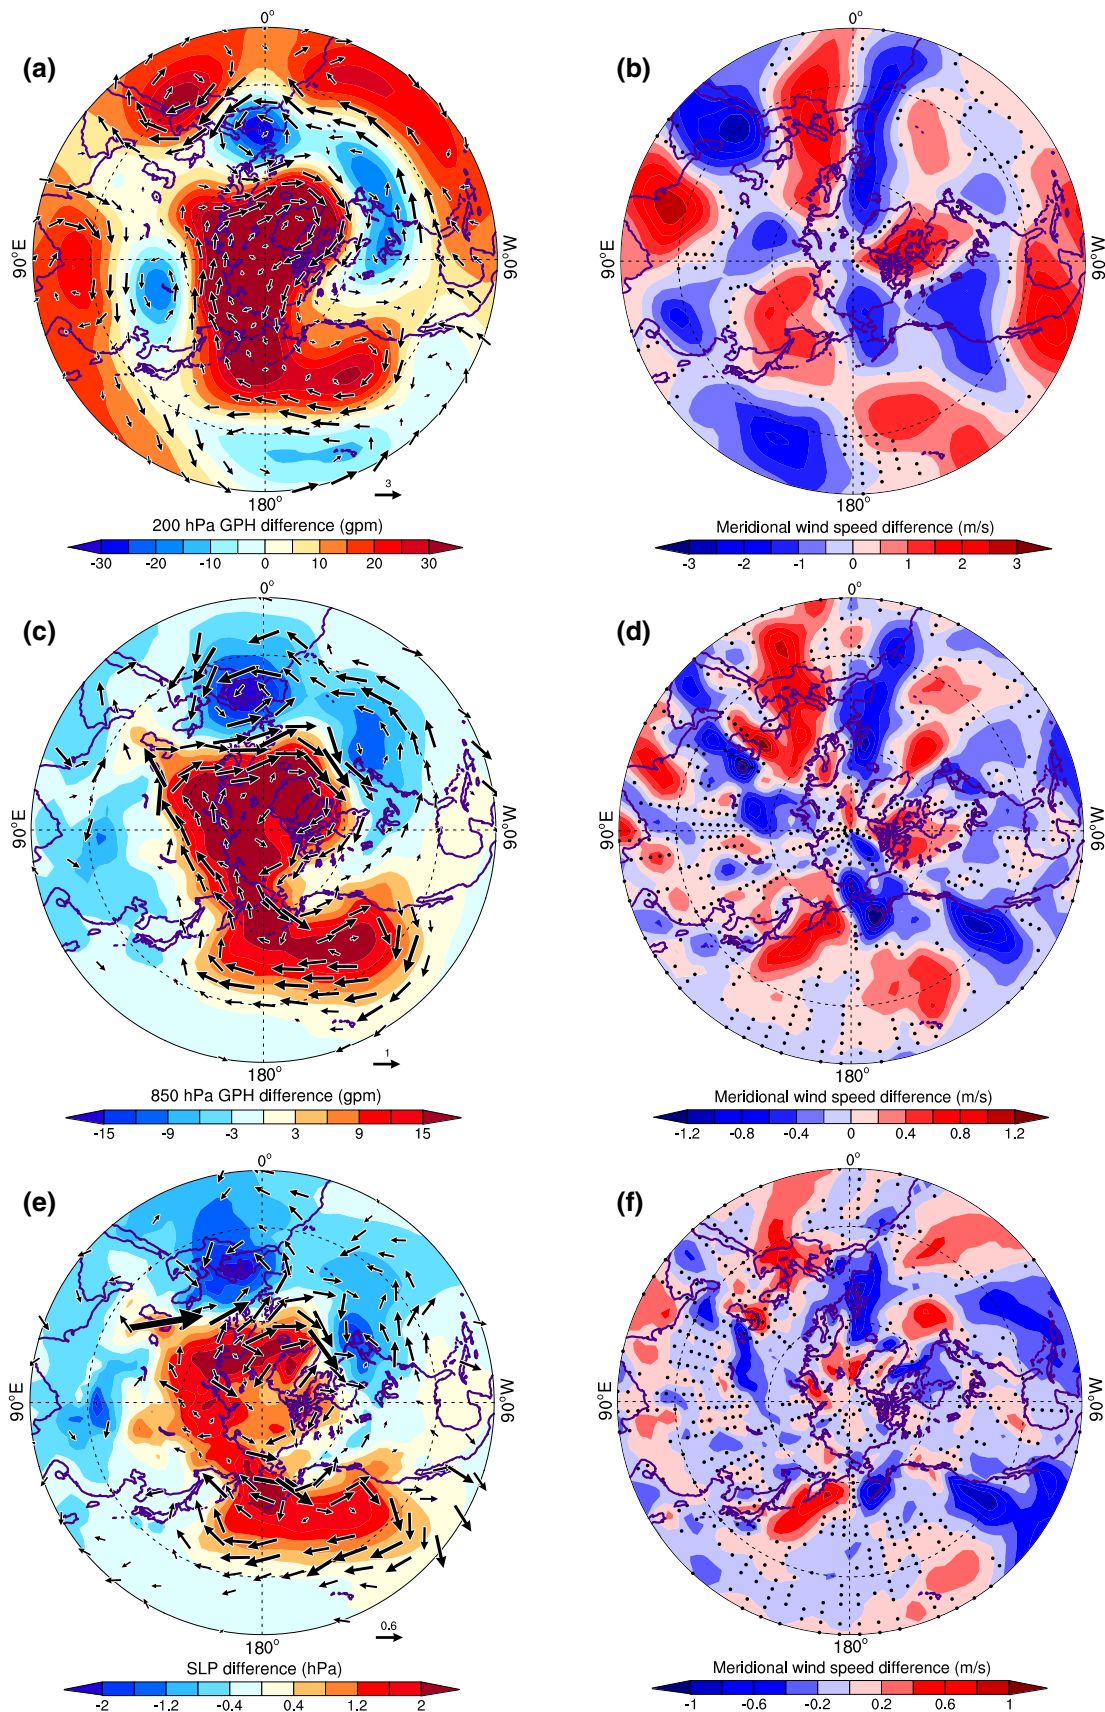 0°
(a)
90°E
90°W
180°
3
200 hPa GPH difference (gpm)
-30 -20 -10 0 10 20 30
0°
(b)
90°E
90°W
180°
Meridional wind speed difference (m/s)
-3 -2 -1 0 1 2 3
0°
(c)
90°E
90°W
180°
1
850 hPa GPH difference (gpm)
-15 -9 -3 3 9 15
0°
(d)
90°E
90°W
180°
Meridional wind speed difference (m/s)
-1.2 -0.8 -0.4 0 0.4 0.8 1.2
0°
(e)
90°E
90°W
180°
0.6
SLP difference (hPa)
-2 -1.2 -0.4 0.4 1.2 2
0°
(f)
90°E
90°W
180°
Meridional wind speed difference (m/s)
-1 -0.6 -0.2 0.2 0.6 1